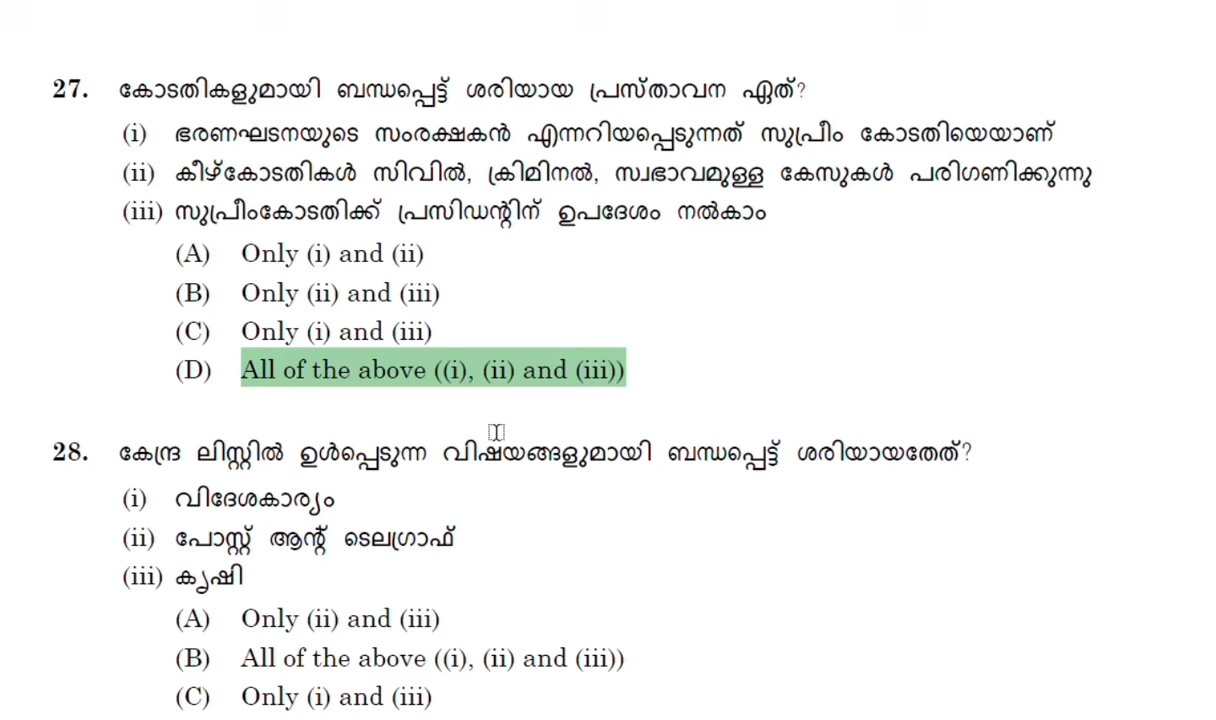 27. കോടതികളുമായി ബന്ധപ്പെട്ട് ശരിയായ പ്രസ്താവന ഏത്?
(i) ഭരണഘടനയുടെ സംരക്ഷകൻ എന്നറിയപ്പെടുന്നത് സുപ്രീം കോടതിയെയാണ്
(ii) കീഴ്കോടതികൾ സിവിൽ, ക്രിമിനൽ, സ്വഭാവമുള്ള കേസുകൾ പരിഗണിക്കുന്നു
(iii) സുപ്രീംകോടതിക്ക് പ്രസിഡന്റിന് ഉപദേശം നൽകാം
(A) Only (i) and (ii)
(B) Only (ii) and (iii)
(C) Only (i) and (iii)
(D) All of the above ((i), (ii) and (iii))
28. കേന്ദ്ര ലിസ്റ്റിൽ ഉൾപ്പെടുന്ന വിഷയങ്ങളുമായി ബന്ധപ്പെട്ട് ശരിയായതേത്?
(i) വിദേശകാര്യം
(ii) പോസ്റ്റ് ആന്റ് ടെലഗ്രാഫ്
(iii) കൃഷി
(A) Only (ii) and (iii)
(B) All of the above ((i), (ii) and (iii))
(C) Only (i) and (iii)